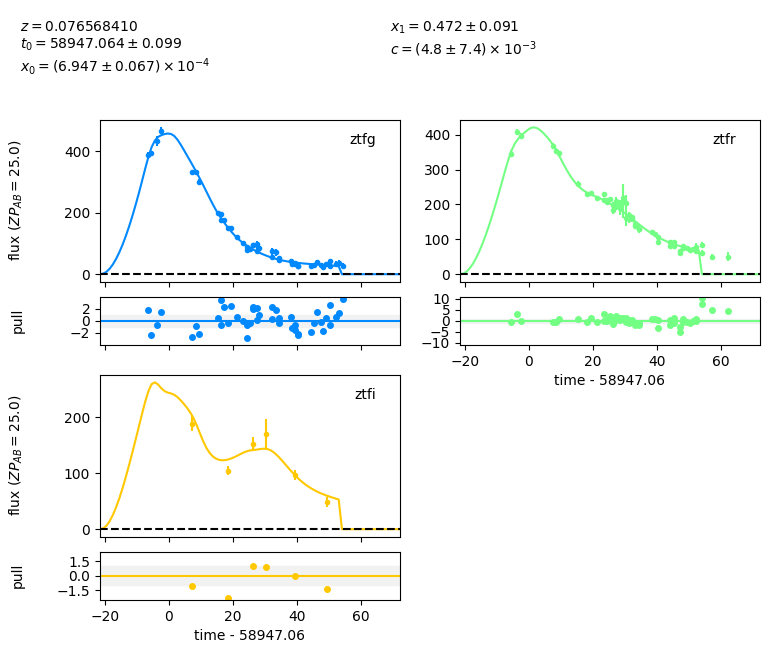 z = 0.076568410
t₀ = 58947.064 ± 0.099
x₀ = (6.947 ± 0.067) × 10⁻⁴
x₁ = 0.472 ± 0.091
c = (4.8 ± 7.4) × 10⁻³
flux (ZP_AB = 25.0)
400
200
0
ztfg
400
300
200
100
0
ztfr
pull
2
0
−2
10
5
0
−5
−10
−20 0 20 40 60
time - 58947.06
flux (ZP_AB = 25.0)
200
100
0
ztfi
pull
1.5
0.0
−1.5
−20 0 20 40 60
time - 58947.06